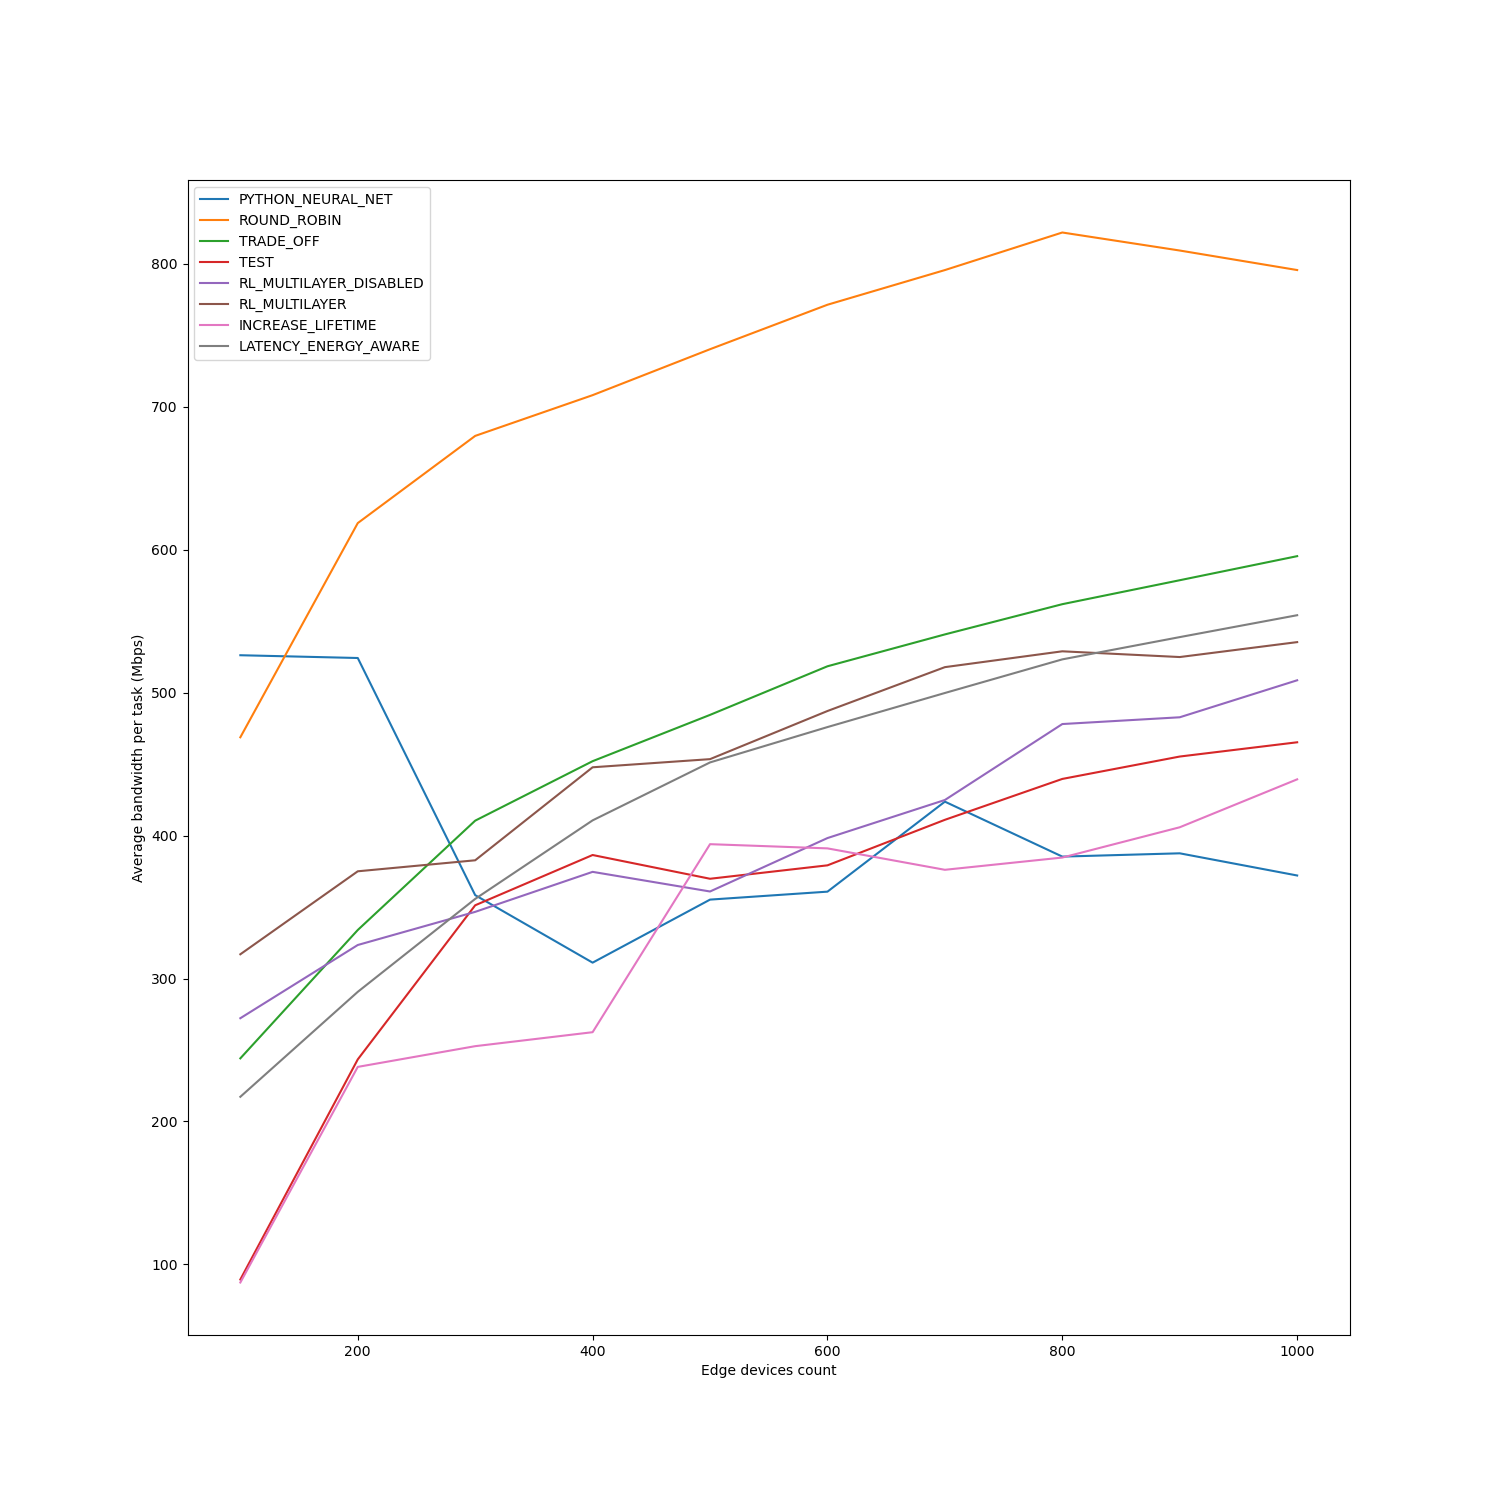 PYTHON_NEURAL_NET
ROUND_ROBIN
TRADE_OFF
TEST
RL_MULTILAYER_DISABLED
RL_MULTILAYER
INCREASE_LIFETIME
LATENCY_ENERGY_AWARE
800
700
600
500
400
300
200
100
Average bandwidth per task (Mbps)
200 400 600 800 1000
Edge devices count